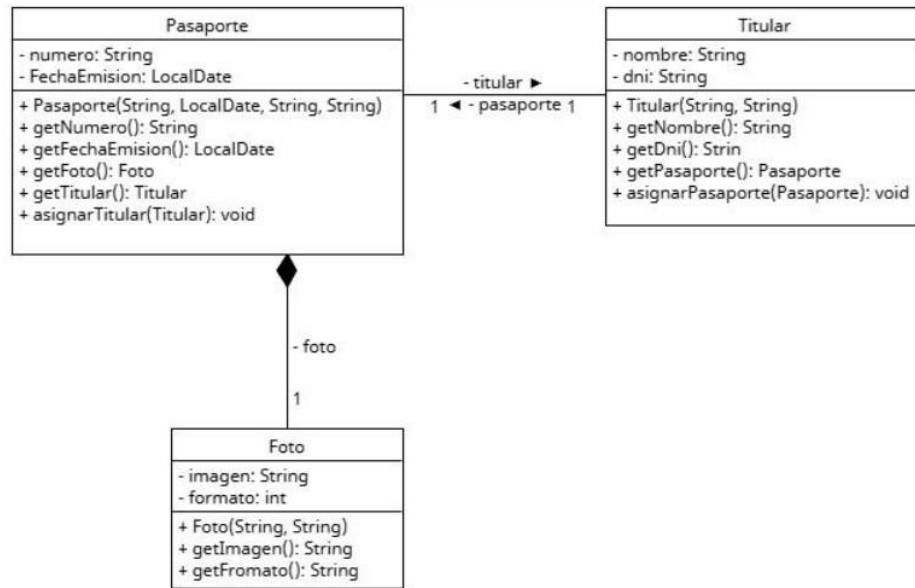 Pasaporte
- numero: String
- FechaEmision: LocalDate
+ Pasaporte(String, LocalDate, String, String)
+ getNumero(): String
+ getFechaEmision(): LocalDate
+ getFoto(): Foto
+ getTitular(): Titular
+ asignarTitular(Titular): void
- titular ►
1 ◄ - pasaporte 1
Titular
- nombre: String
- dni: String
+ Titular(String, String)
+ getNombre(): String
+ getDni(): Strin
+ getPasaporte(): Pasaporte
+ asignarPasaporte(Pasaporte): void
- foto
1
Foto
- imagen: String
- formato: int
+ Foto(String, String)
+ getImagen(): String
+ getFromato(): String